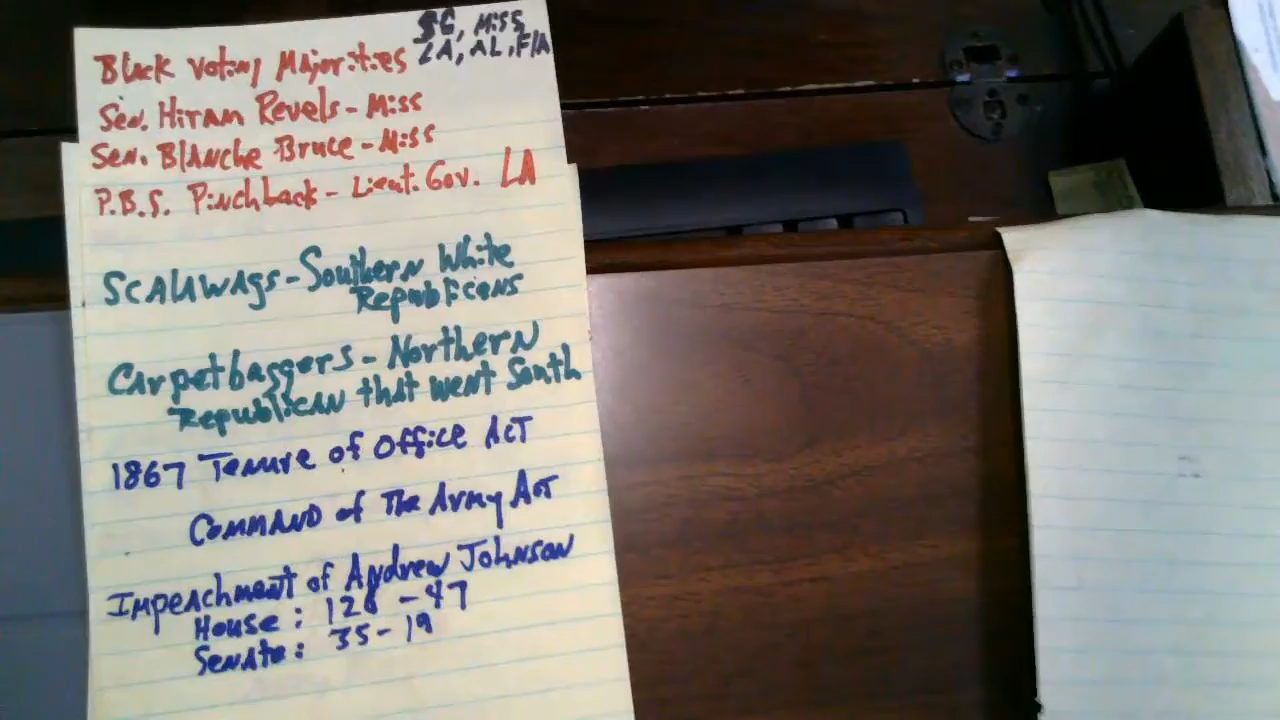 Black Voting Majorities SC, Miss,
LA, AL, FlA
Sen. Hiram Revels - Miss
Sen. Blanche Bruce - Miss
P.B.S. Pinchback - Lieut. Gov. LA
Scalawags - Southern White
Republicans
Carpetbaggers - Northern
Republican that went South
1867 Tenure of Office Act
Command of The Army Act
Impeachment of Andrew Johnson
House: 128 - 47
Senate: 35 - 19